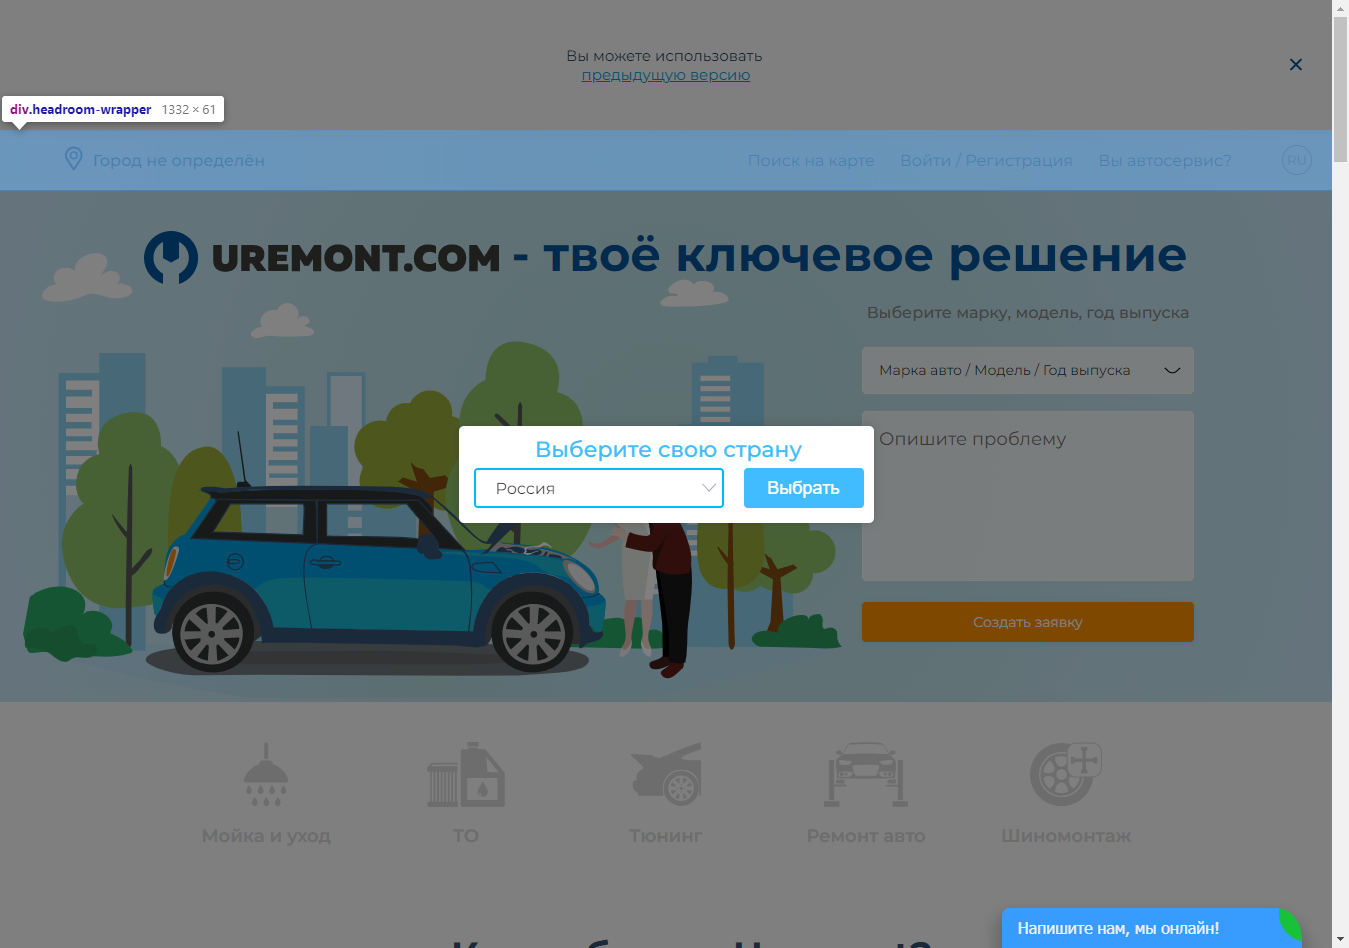 Вы можете использовать
предыдущую версию
div.headroom-wrapper 1332 × 61
Город не определён
Поиск на карте
Войти / Регистрация
Вы автосервис?
RU
UREMONT.COM - твоё ключевое решение
Выберите марку, модель, год выпуска
Марка авто / Модель / Год выпуска
Опишите проблему
Выберите свою страну
Россия
Выбрать
Создать заявку
Мойка и уход
ТО
Тюнинг
Ремонт авто
Шиномонтаж
Напишите нам, мы онлайн!